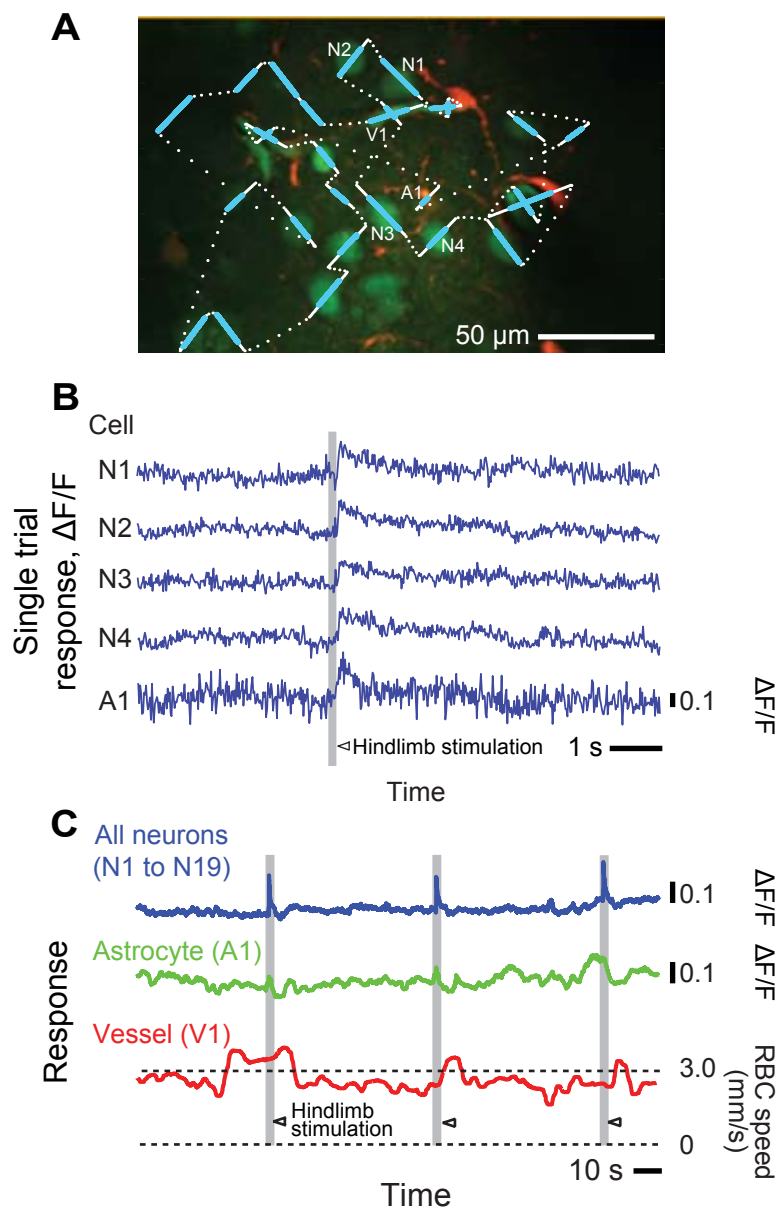 A
N2
N1
V1
A1
N3
N4
50 µm
B
Cell
Single trial
response, ΔF/F
N1
N2
N3
N4
A1
0.1
ΔF/F
◃Hindlimb stimulation
1 s
Time
C
All neurons
(N1 to N19)
0.1
ΔF/F
Astrocyte (A1)
0.1
ΔF/F
Response
Vessel (V1)
3.0
RBC speed
(mm/s)
Hindlimb
stimulation
0
10 s
Time